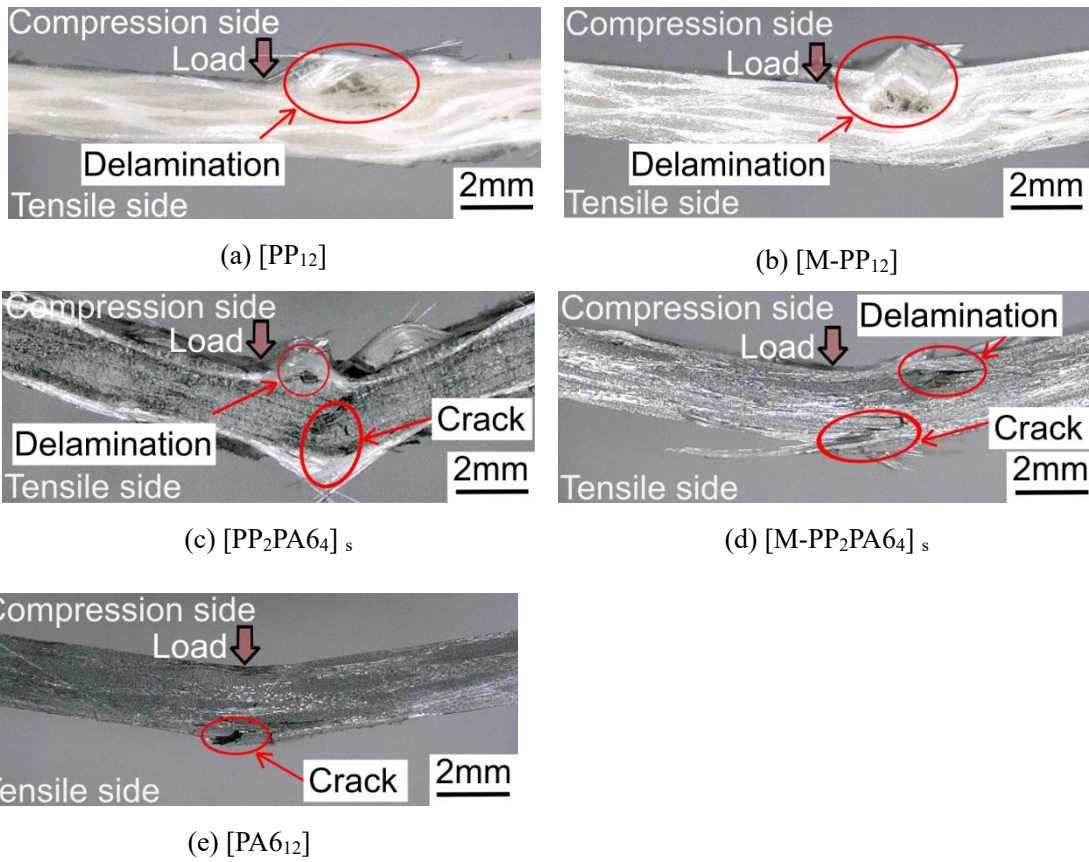 Compression side
Load
Delamination
Tensile side
2mm
(a) [PP12]
Compression side
Load
Delamination
Tensile side
2mm
(b) [M-PP12]
Compression side
Load
Delamination
Crack
Tensile side
2mm
(c) [PP2PA64] s
Compression side
Load
Delamination
Crack
Tensile side
2mm
(d) [M-PP2PA64] s
Compression side
Load
Crack
2mm
Tensile side
(e) [PA612]